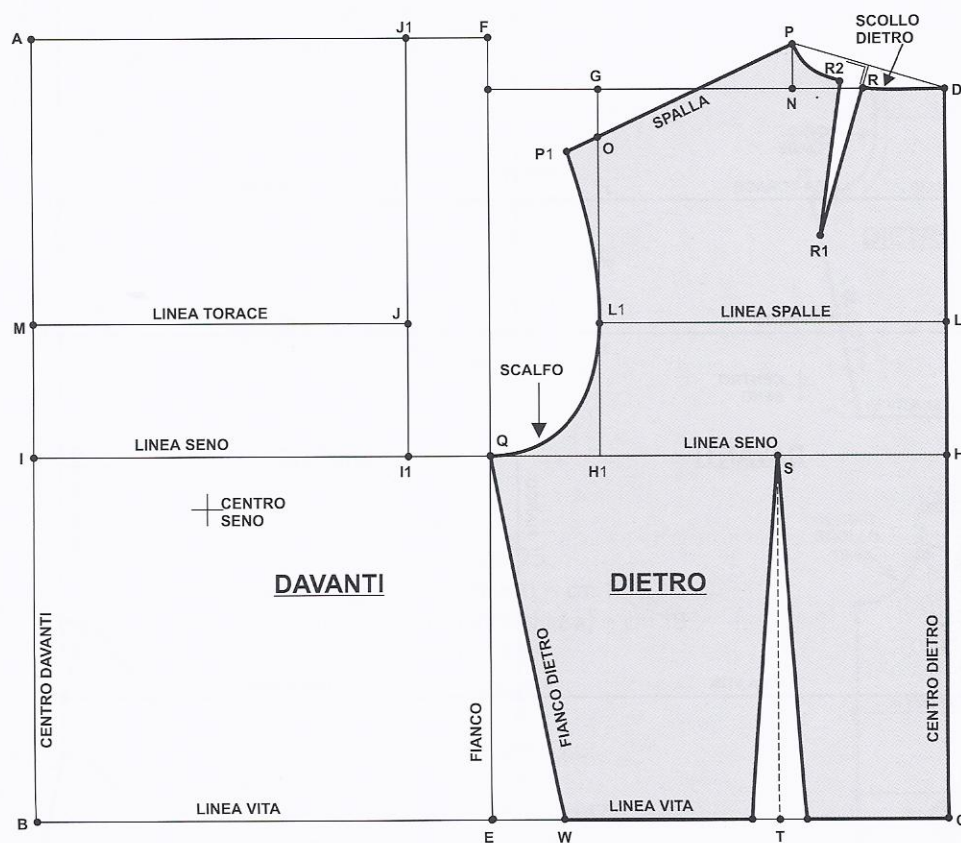 A
J1
F
P
SCOLLO
DIETRO
R2
R
D
G
N
SPALLA
O
P1
R1
M
LINEA TORACE
J
L1
LINEA SPALLE
L
SCALFO
I
LINEA SENO
I1
Q
H1
LINEA SENO
S
H
CENTRO
SENO
DAVANTI
DIETRO
CENTRO DAVANTI
FIANCO
FIANCO DIETRO
CENTRO DIETRO
B
LINEA VITA
E
W
LINEA VITA
T
C